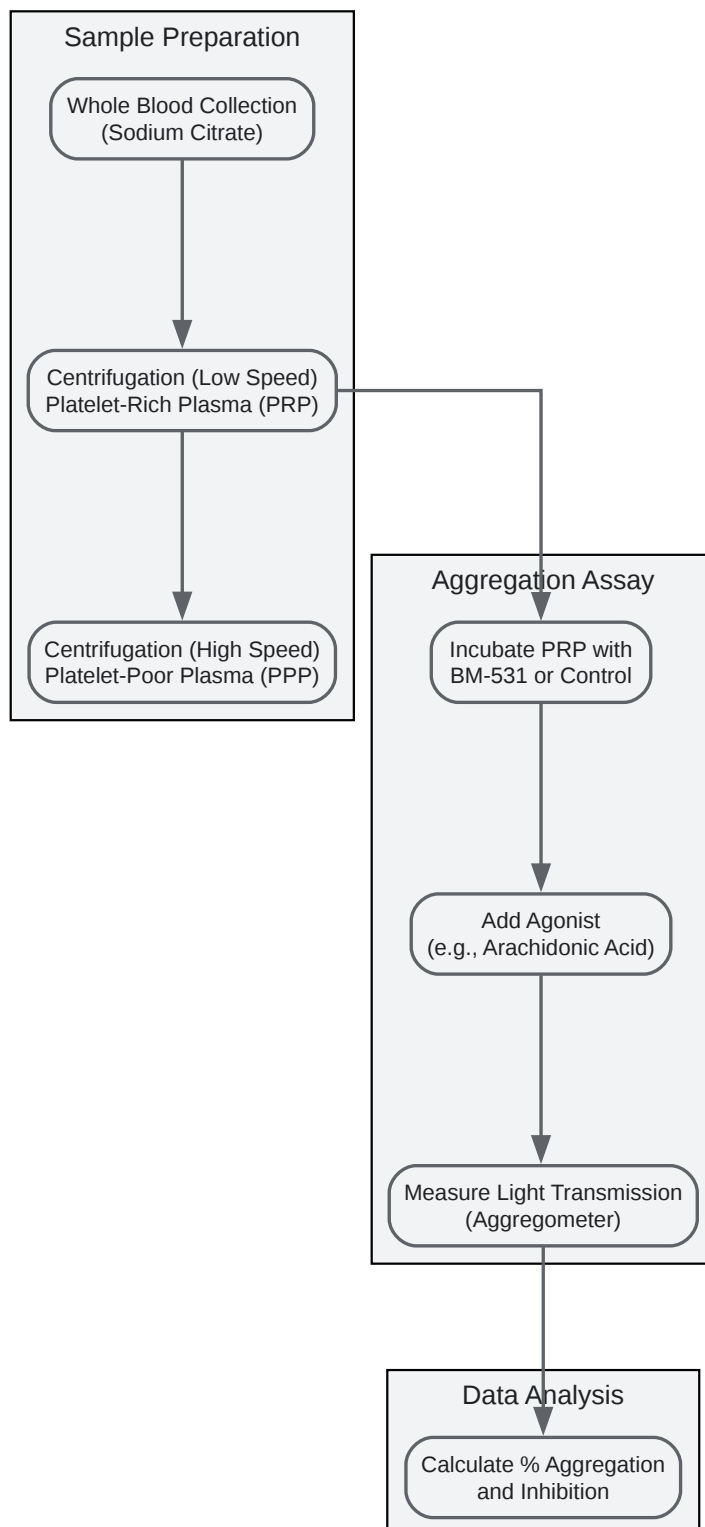 Sample Preparation
Whole Blood Collection
(Sodium Citrate)
Centrifugation (Low Speed)
Platelet-Rich Plasma (PRP)
Centrifugation (High Speed)
Platelet-Poor Plasma (PPP)
Aggregation Assay
Incubate PRP with
BM-531 or Control
Add Agonist
(e.g., Arachidonic Acid)
Measure Light Transmission
(Aggregometer)
Data Analysis
Calculate % Aggregation
and Inhibition